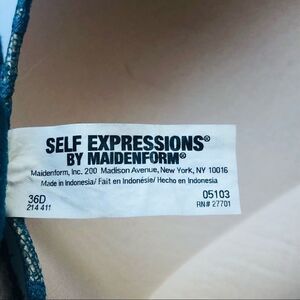 SELF EXPRESSIONS®
BY MAIDENFORM®
Maidenform, Inc. 200 Madison Avenue, New York, NY 10016
Made in Indonesia/ Fait en Indonésie/ Hecho en Indonesia
36D 05103
214 411 RN# 27701